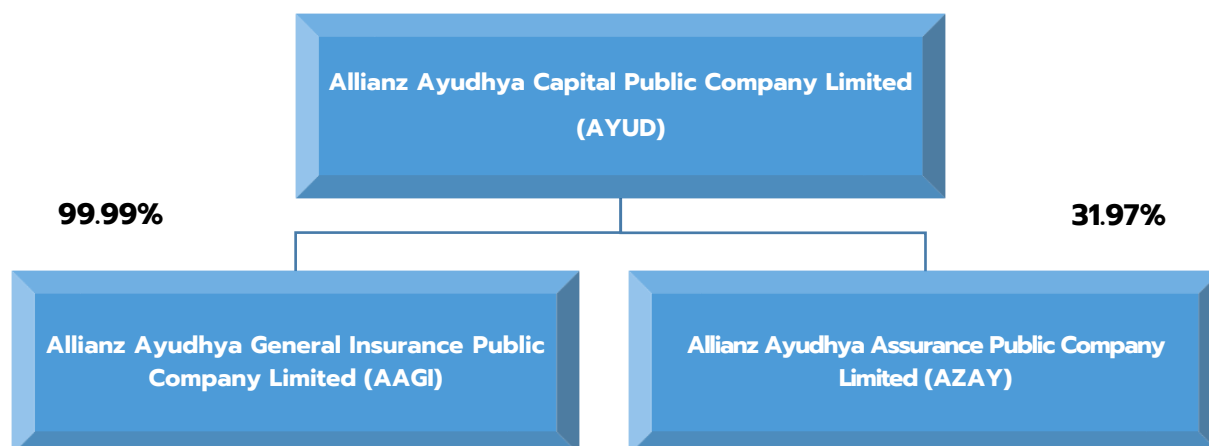 Allianz Ayudhya Capital Public Company Limited
(AYUD)
99.99%
31.97%
Allianz Ayudhya General Insurance Public
Company Limited (AAGI)
Allianz Ayudhya Assurance Public Company
Limited (AZAY)